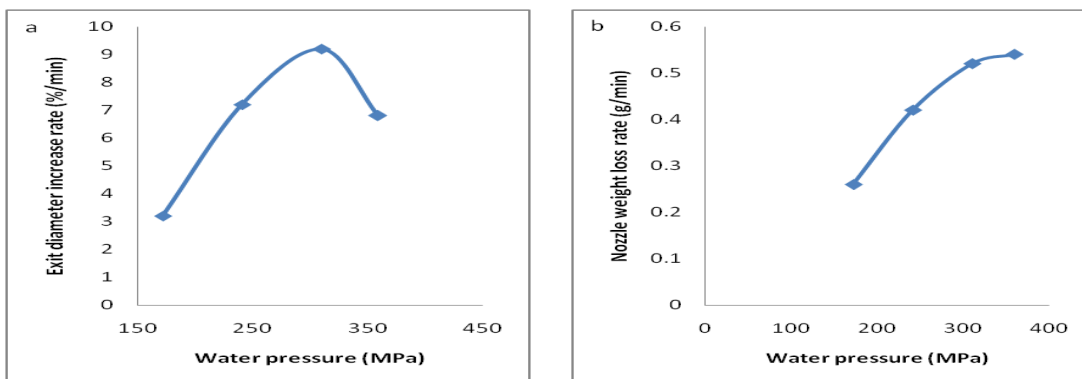 a
Exit diameter increase rate (%/min)
10
9
8
7
6
5
4
3
2
1
0
150 250 350 450
Water pressure (MPa)
b
Nozzle weight loss rate (g/min)
0.6
0.5
0.4
0.3
0.2
0.1
0
0 100 200 300 400
Water pressure (MPa)